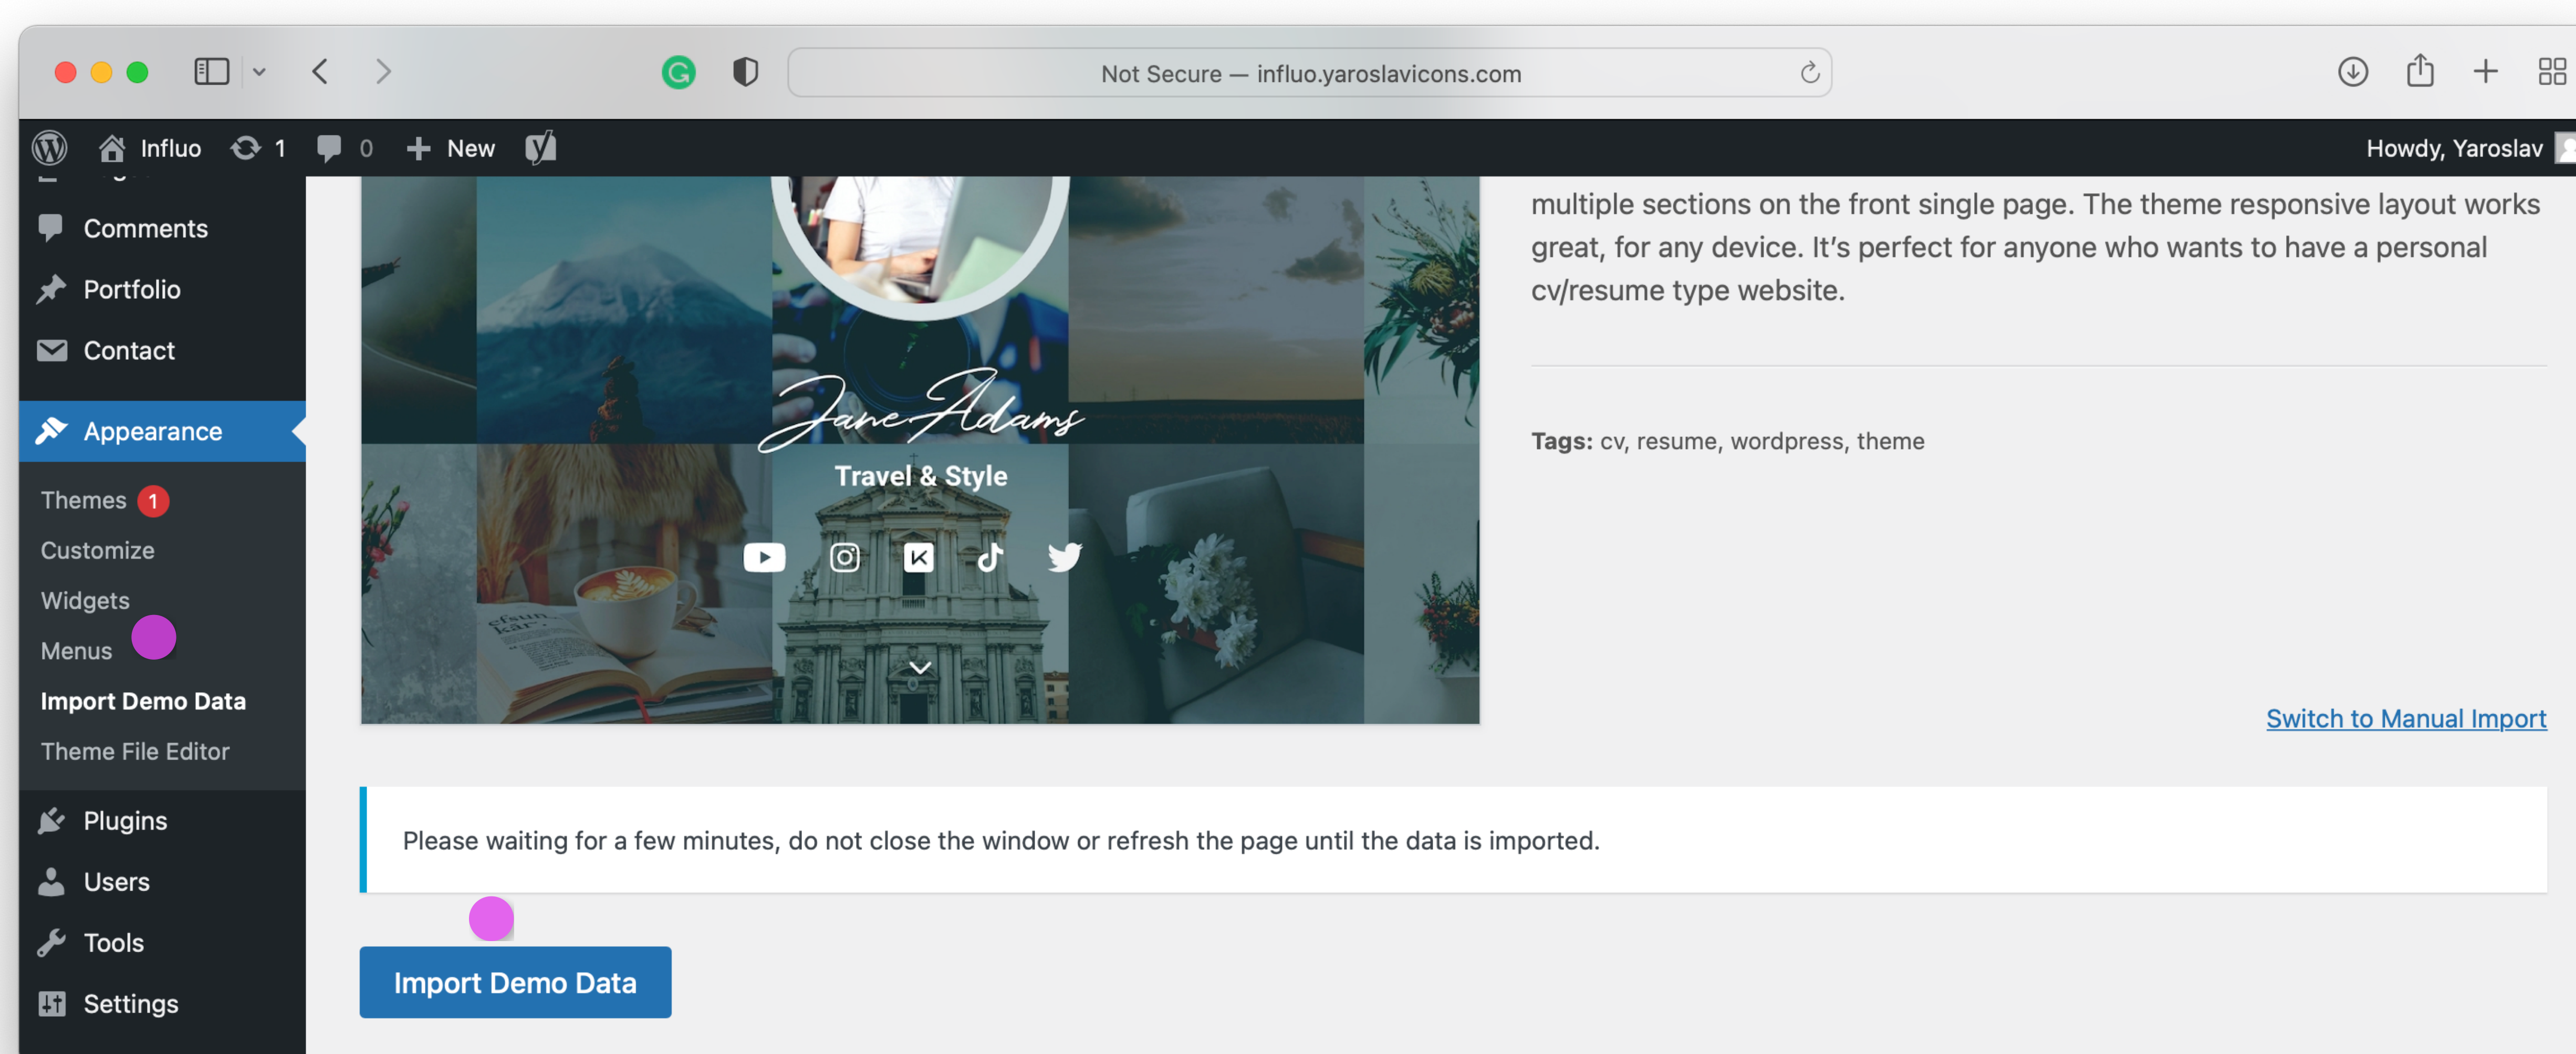 Not Secure — influo.yaroslavicons.com
Influo
1
0
New
Howdy, Yaroslav
Comments
Portfolio
Contact
Appearance
Themes 1
Customize
Widgets
Menus
Import Demo Data
Theme File Editor
Plugins
Users
Tools
Settings
Jane Adams
Travel & Style
multiple sections on the front single page. The theme responsive layout works
great, for any device. It’s perfect for anyone who wants to have a personal
cv/resume type website.
Tags: cv, resume, wordpress, theme
Switch to Manual Import
Please waiting for a few minutes, do not close the window or refresh the page until the data is imported.
Import Demo Data